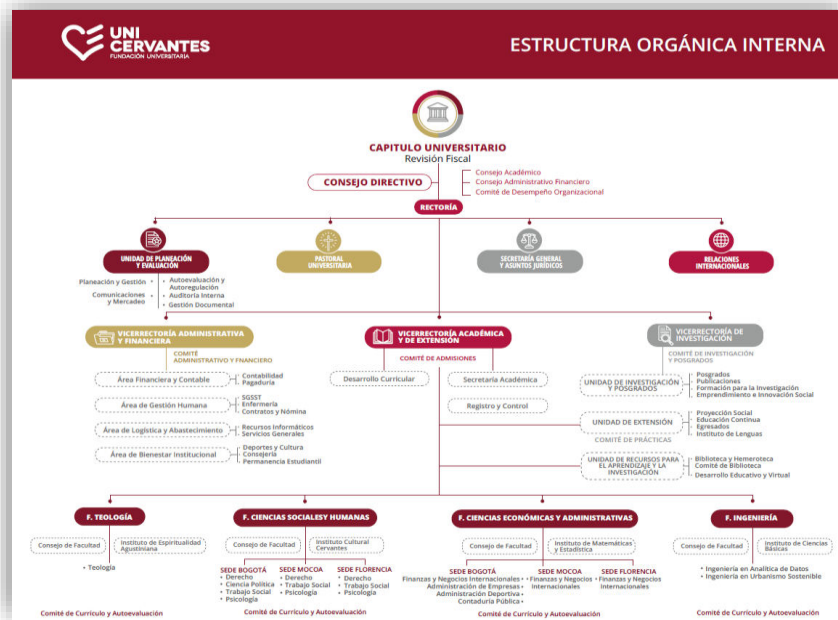 UNI
CERVANTES
FUNDACIÓN UNIVERSITARIA
ESTRUCTURA ORGÁNICA INTERNA
CAPITULO UNIVERSITARIO
Revisión Fiscal
CONSEJO DIRECTIVO
Consejo Académico
Consejo Administrativo Financiero
Comité de Desempeño Organizacional
RECTORÍA
UNIDAD DE PLANEACIÓN
Y EVALUACIÓN
PASTORAL
UNIVERSITARIA
SECRETARÍA GENERAL
Y ASUNTOS JURÍDICOS
RELACIONES
INTERNACIONALES
Planeación y Gestión •
Comunicaciones •
y Mercadeo
• Autoevaluación y
Autoregulación
• Auditoría Interna
• Gestión Documental
VICERRECTORÍA ADMINISTRATIVA
Y FINANCIERA
COMITÉ
ADMINISTRATIVO Y FNANCIERO
Área Financiera y Contable
Contabilidad
Pagaduría
Área de Gestión Humana
SGSST
Enfermería
Contratos y Nómina
Área de Logística y Abastecimiento
Recursos Informáticos
Servicios Generales
Área de Bienestar Institucional
Deportes y Cultura
Consejería
Permanencia Estudiantil
VICERRECTORÍA ACADÉMICA
Y DE EXTENSIÓN
COMITÉ DE ADMISIONES
Desarrollo Curricular
Secretaría Académica
Registro y Control
VICERRECTORÍA DE
INVESTIGACIÓN
COMITÉ DE INVESTIGACIÓN
Y POSGRADOS
UNIDAD DE INVESTIGACIÓN
Y POSGRADOS
Posgrados
Publicaciones
Formación para la Investigación
Emprendimiento e Innovación Social
UNIDAD DE EXTENSIÓN
Proyección Social
Educación Continua
Egresados
Instituto de Lenguas
COMITÉ DE PRÁCTICAS
UNIDAD DE RECURSOS PARA
EL APRENDIZAJE Y LA
INVESTIGACIÓN
Biblioteca y Hemeroteca
Comité de Biblioteca
Desarrollo Educativo y Virtual
F. TEOLOGÍA
Consejo de Facultad
Instituto de Espiritualidad
Agustiniana
• Teología
Comité de Currículo y Autoevaluación
F. CIENCIAS SOCIALESY HUMANAS
Consejo de Facultad
Instituto Cultural
Cervantes
SEDE BOGOTÁ
• Derecho
• Ciencia Política
• Trabajo Social
• Psicología
SEDE MOCOA
• Derecho
• Trabajo Social
• Psicología
SEDE FLORENCIA
• Derecho
• Trabajo Social
• Psicología
Comité de Currículo y Autoevaluación
F. CIENCIAS ECONÓMICAS Y ADMINISTRATIVAS
Consejo de Facultad
Instituto de Matemáticas
y Estadística
SEDE BOGOTÁ
Finanzas y Negocios Internacionales •
Administración de Empresas •
Administración Deportiva •
Contaduría Pública •
SEDE MOCOA
• Finanzas y Negocios
Internacionales
SEDE FLORENCIA
• Finanzas y Negocios
Internacionales
Comité de Currículo y Autoevaluación
F. INGENIERÍA
Consejo de Facultad
Instituto de Ciencias
Básicas
• Ingeniería en Analítica de Datos
• Ingeniería en Urbanismo Sostenible
Comité de Currículo y Autoevaluación